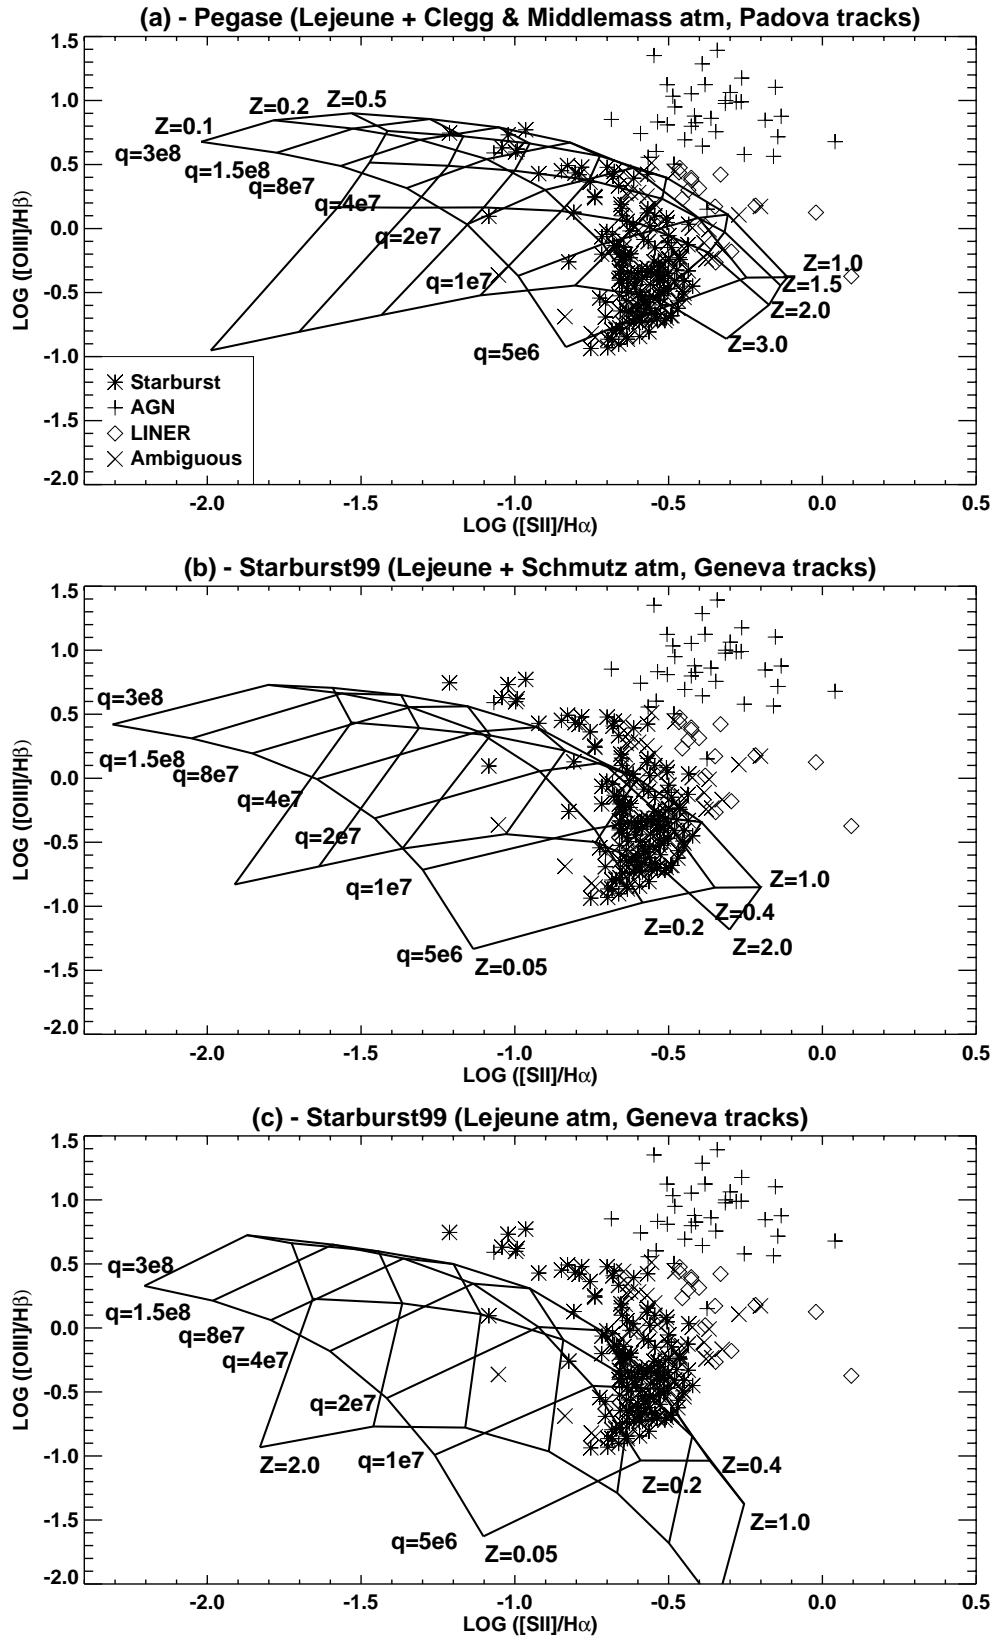 (a) - Pegase (Lejeune + Clegg & Middlemass atm, Padova tracks)
1.5
1.0
0.5
0.0
-0.5
-1.0
-1.5
-2.0
LOG ([OIII]/Hβ)
Z=0.1
Z=0.2
Z=0.5
q=3e8
q=1.5e8
q=8e7
q=4e7
q=2e7
q=1e7
q=5e6
Z=1.0
Z=1.5
Z=2.0
Z=3.0
Starburst
AGN
LINER
Ambiguous
-2.0 -1.5 -1.0 -0.5 0.0 0.5
LOG ([SII]/Hα)
(b) - Starburst99 (Lejeune + Schmutz atm, Geneva tracks)
1.5
1.0
0.5
0.0
-0.5
-1.0
-1.5
-2.0
LOG ([OIII]/Hβ)
q=3e8
q=1.5e8
q=8e7
q=4e7
q=2e7
q=1e7
q=5e6
Z=0.05
Z=0.2
Z=0.4
Z=1.0
Z=2.0
-2.0 -1.5 -1.0 -0.5 0.0 0.5
LOG ([SII]/Hα)
(c) - Starburst99 (Lejeune atm, Geneva tracks)
1.5
1.0
0.5
0.0
-0.5
-1.0
-1.5
-2.0
LOG ([OIII]/Hβ)
q=3e8
q=1.5e8
q=8e7
q=4e7
q=2e7
q=1e7
q=5e6
Z=2.0
Z=0.05
Z=0.2
Z=0.4
Z=1.0
-2.0 -1.5 -1.0 -0.5 0.0 0.5
LOG ([SII]/Hα)